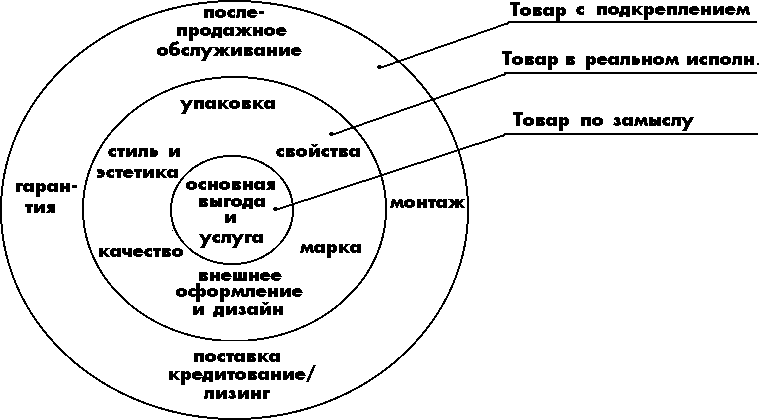 после-
продажное
обслуживание
Товар с подкреплением
Товар в реальном исполн.
упаковка
Товар по замыслу
стиль и
эстетика
свойства
гаран-
тия
основная
выгода
и
услуга
монтаж
качество
марка
внешнее
оформление
и дизайн
поставка
кредитование/
лизинг